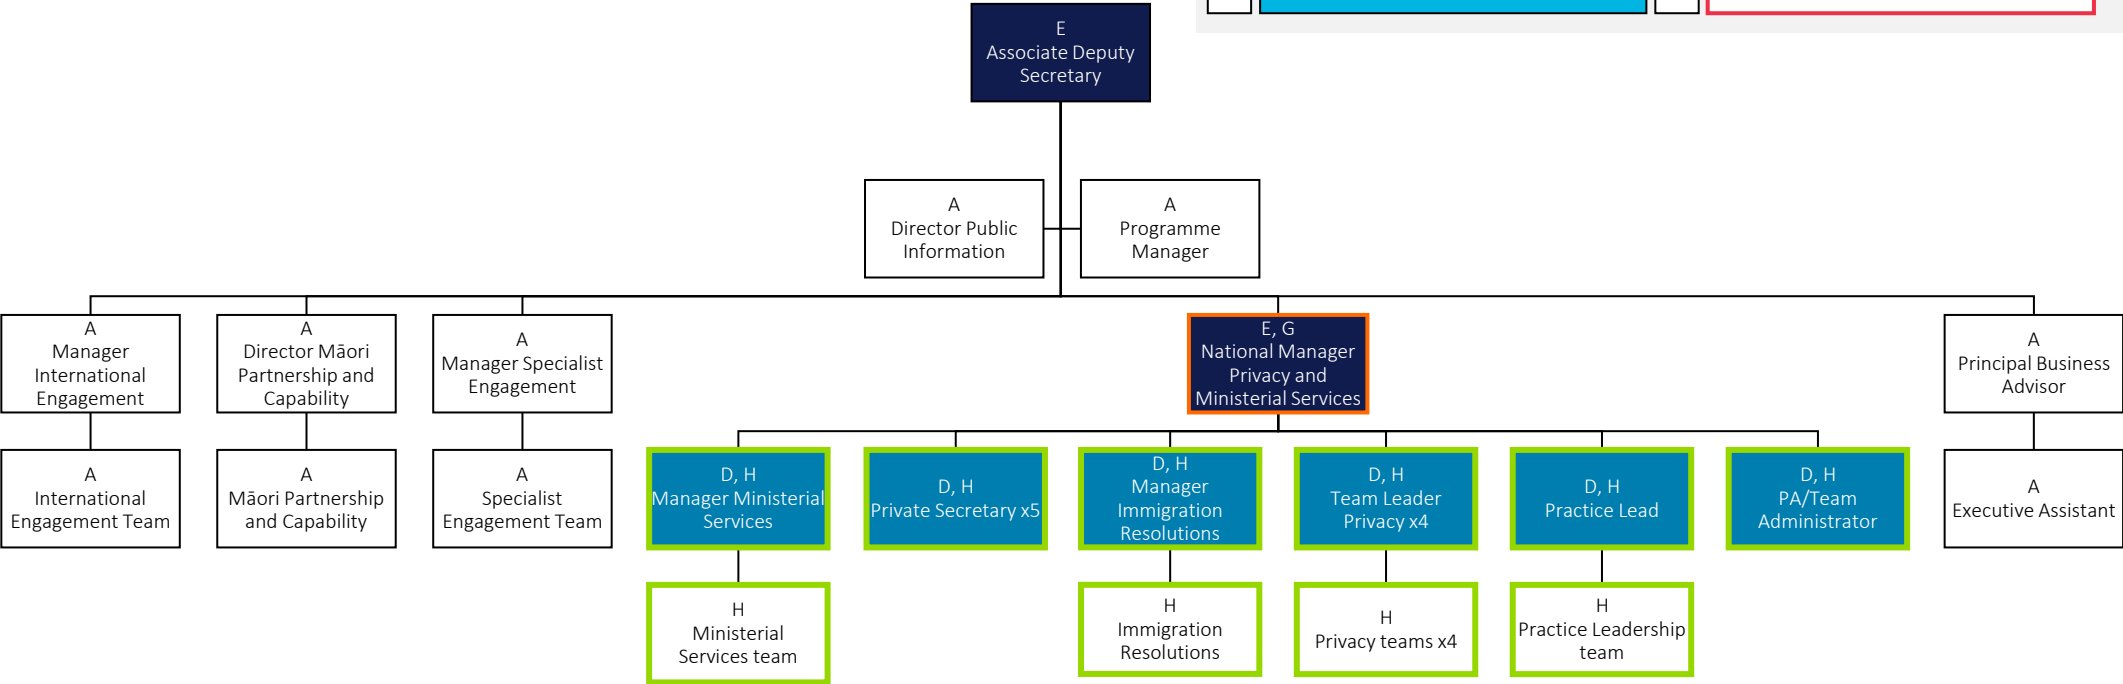 E
Associate Deputy
Secretary
A
Director Public
Information
A
Programme
Manager
A
Manager
International
Engagement
A
Director Māori
Partnership and
Capability
A
Manager Specialist
Engagement
E, G
National Manager
Privacy and
Ministerial Services
A
Principal Business
Advisor
A
International
Engagement Team
A
Māori Partnership
and Capability
A
Specialist
Engagement Team
D, H
Manager Ministerial
Services
D, H
Private Secretary x5
D, H
Manager
Immigration
Resolutions
D, H
Team Leader
Privacy x4
D, H
Practice Lead
D, H
PA/Team
Administrator
A
Executive Assistant
H
Ministerial
Services team
H
Immigration
Resolutions
H
Privacy teams x4
H
Practice Leadership
team